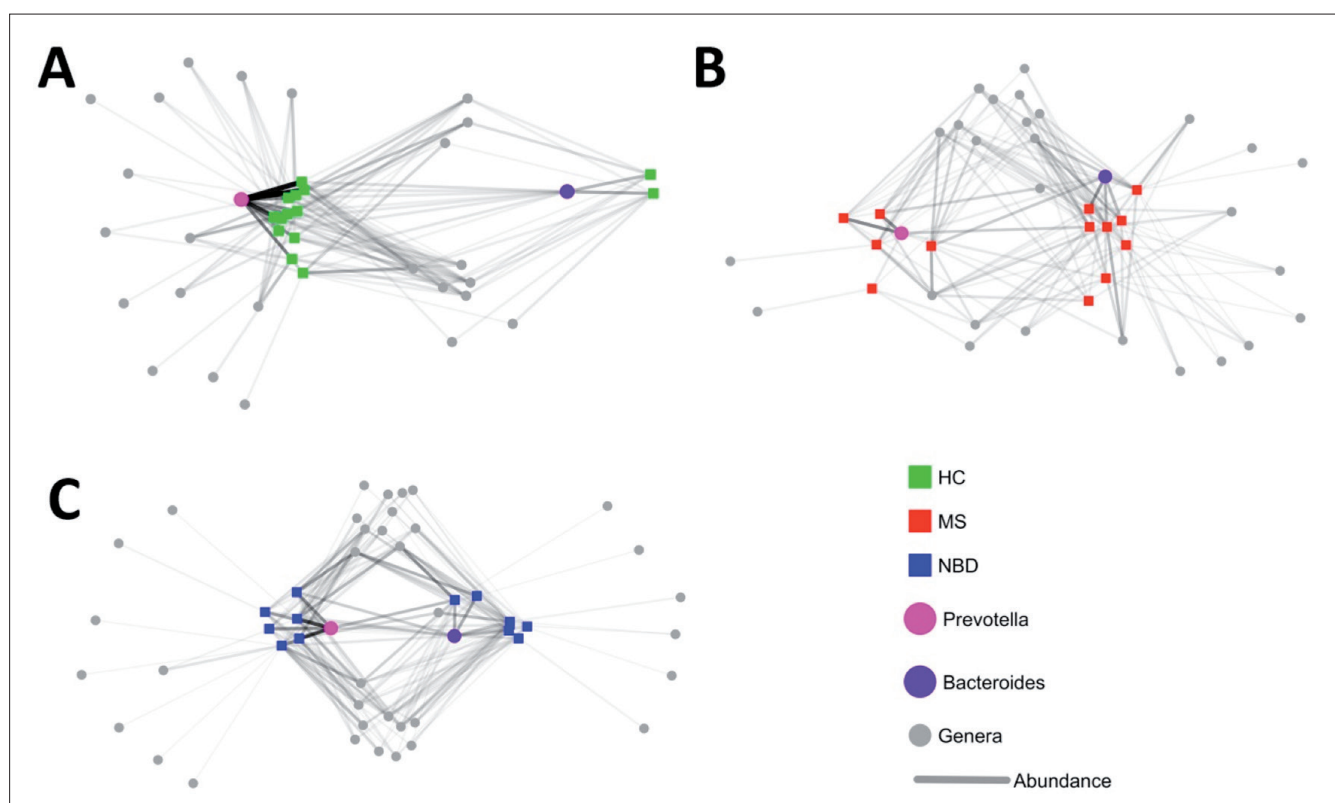 A
B
C
HC
MS
NBD
Prevotella
Bacteroides
Genera
Abundance